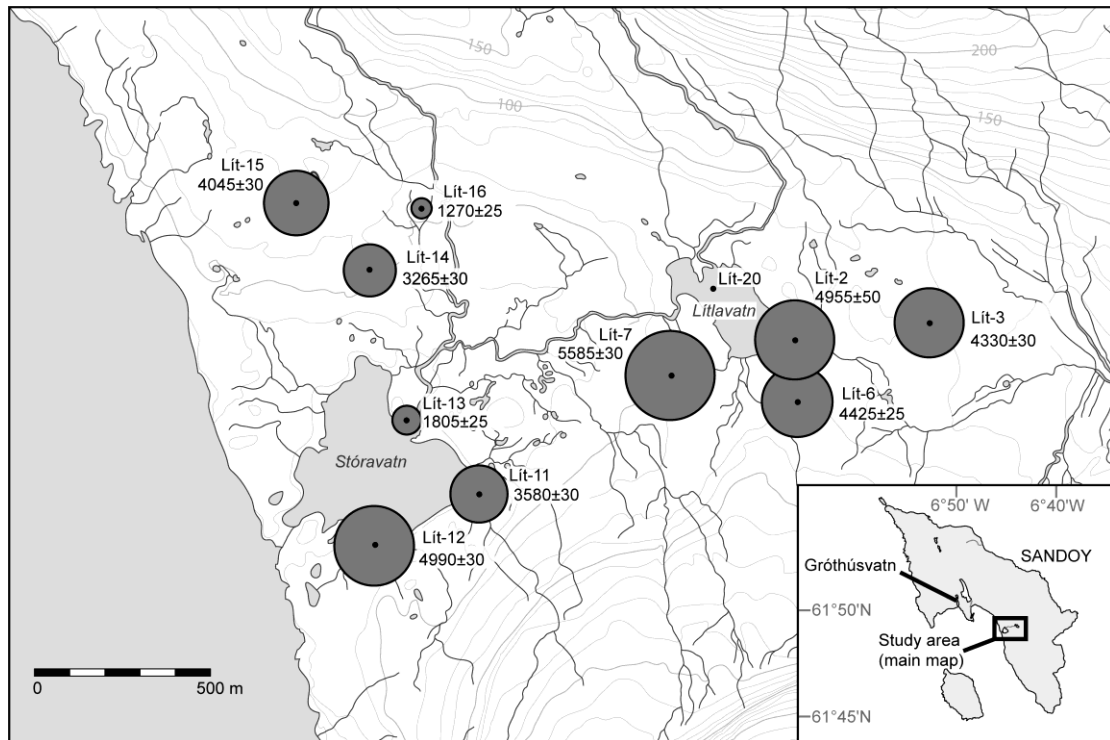 150
200
100
150
Lít-15
4045±30
Lít-16
1270±25
Lít-14
3265±30
Lít-20
Lítlavatn
Lít-2
4955±50
Lít-3
4330±30
Lít-7
5585±30
Lít-6
4425±25
Lít-13
1805±25
Stóravatn
Lít-11
3580±30
Lít-12
4990±30
0
500 m
6°50' W
6°40' W
SANDOY
Gróthúsvatn
61°50'N
Study area
(main map)
61°45'N